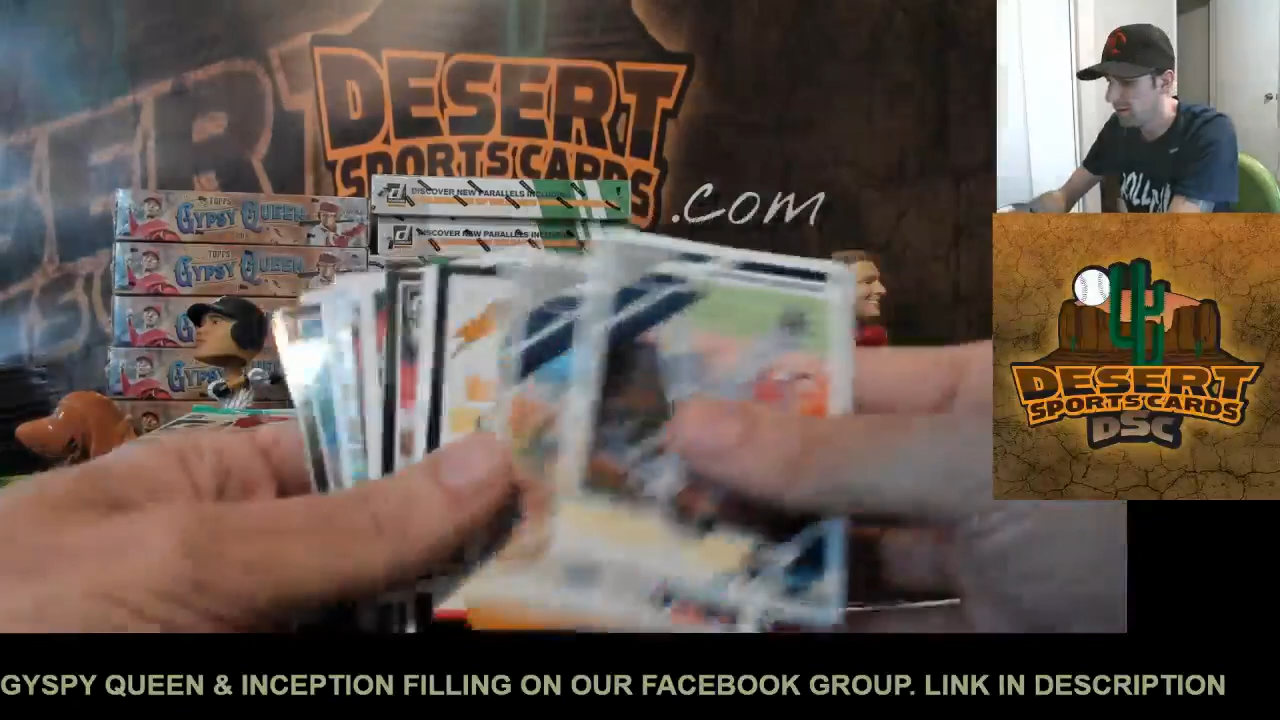 DESERT
SPORTS CARDS
.com
DISCOVER NEW PARALLELS
DISCOVER NEW PARALLELS
TOPPS
GYPSY QUEEN
TOPPS
GYPSY QUEEN
DESERT
SPORTS CARDS
DSC
GYSPY QUEEN & INCEPTION FILLING ON OUR FACEBOOK GROUP. LINK IN DESCRIPTION